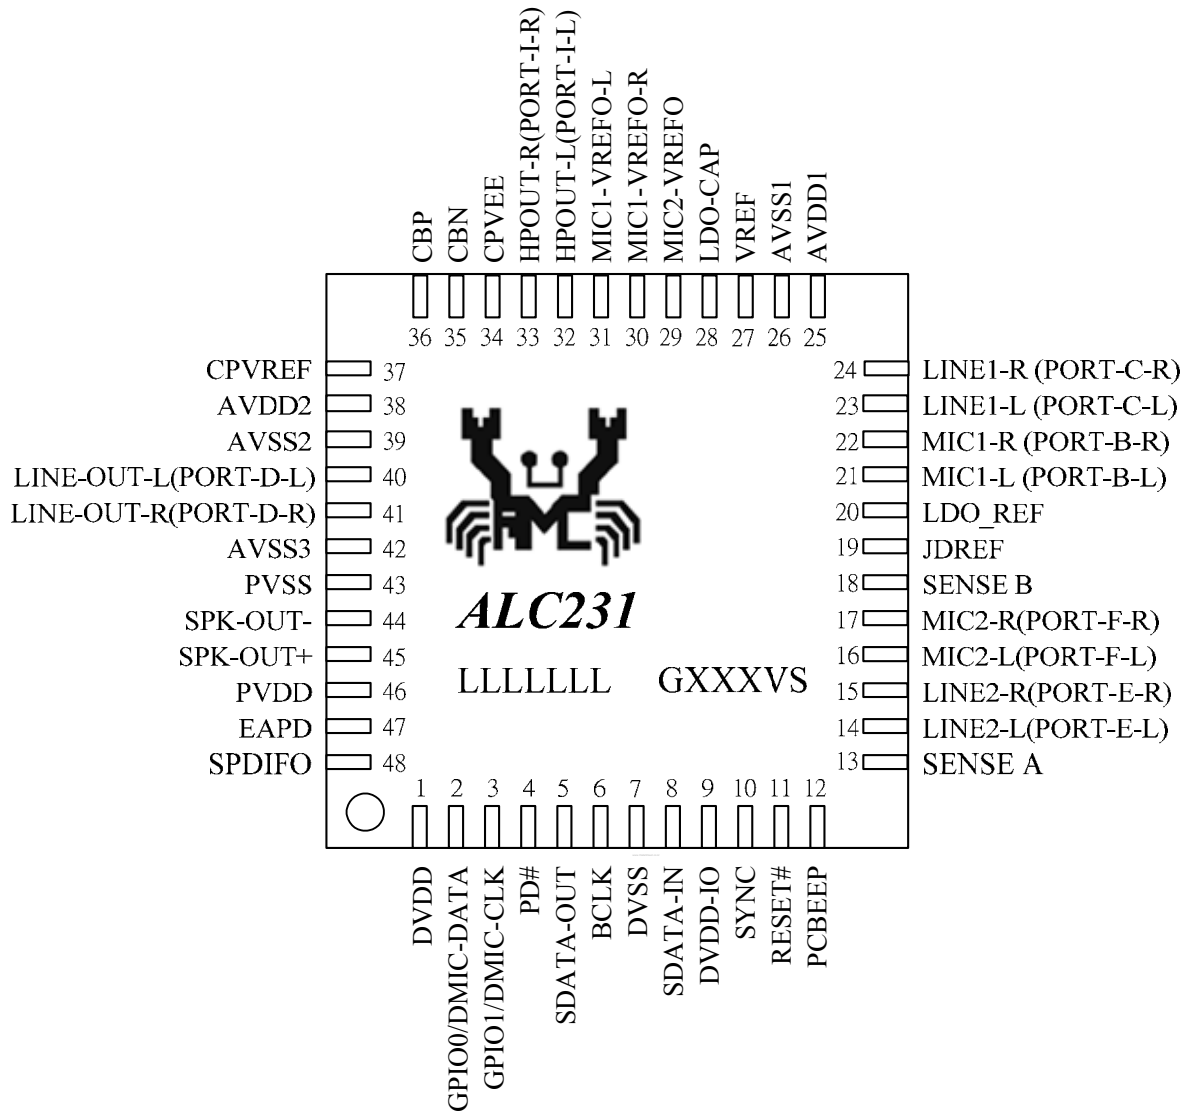 CBP
CBN
CPVEE
HPOUT-R(PORT-I-R)
HPOUT-L(PORT-I-L)
MIC1-VREFO-L
MIC1-VREFO-R
MIC2-VREFO
LDO-CAP
VREF
AVSS1
AVDD1
36 35 34 33 32 31 30 29 28 27 26 25
CPVREF 37
AVDD2 38
AVSS2 39
LINE-OUT-L(PORT-D-L) 40
LINE-OUT-R(PORT-D-R) 41
AVSS3 42
PVSS 43
SPK-OUT- 44
SPK-OUT+ 45
PVDD 46
EAPD 47
SPDIFO 48
ALC231
LLLLLLL GXXXVS
24 LINE1-R (PORT-C-R)
23 LINE1-L (PORT-C-L)
22 MIC1-R (PORT-B-R)
21 MIC1-L (PORT-B-L)
20 LDO_REF
19 JDREF
18 SENSE B
17 MIC2-R(PORT-F-R)
16 MIC2-L(PORT-F-L)
15 LINE2-R(PORT-E-R)
14 LINE2-L(PORT-E-L)
13 SENSE A
1 2 3 4 5 6 7 8 9 10 11 12
DVDD
GPIO0/DMIC-DATA
GPIO1/DMIC-CLK
PD#
SDATA-OUT
BCLK
DVSS
SDATA-IN
DVDD-IO
SYNC
RESET#
PCBEEP